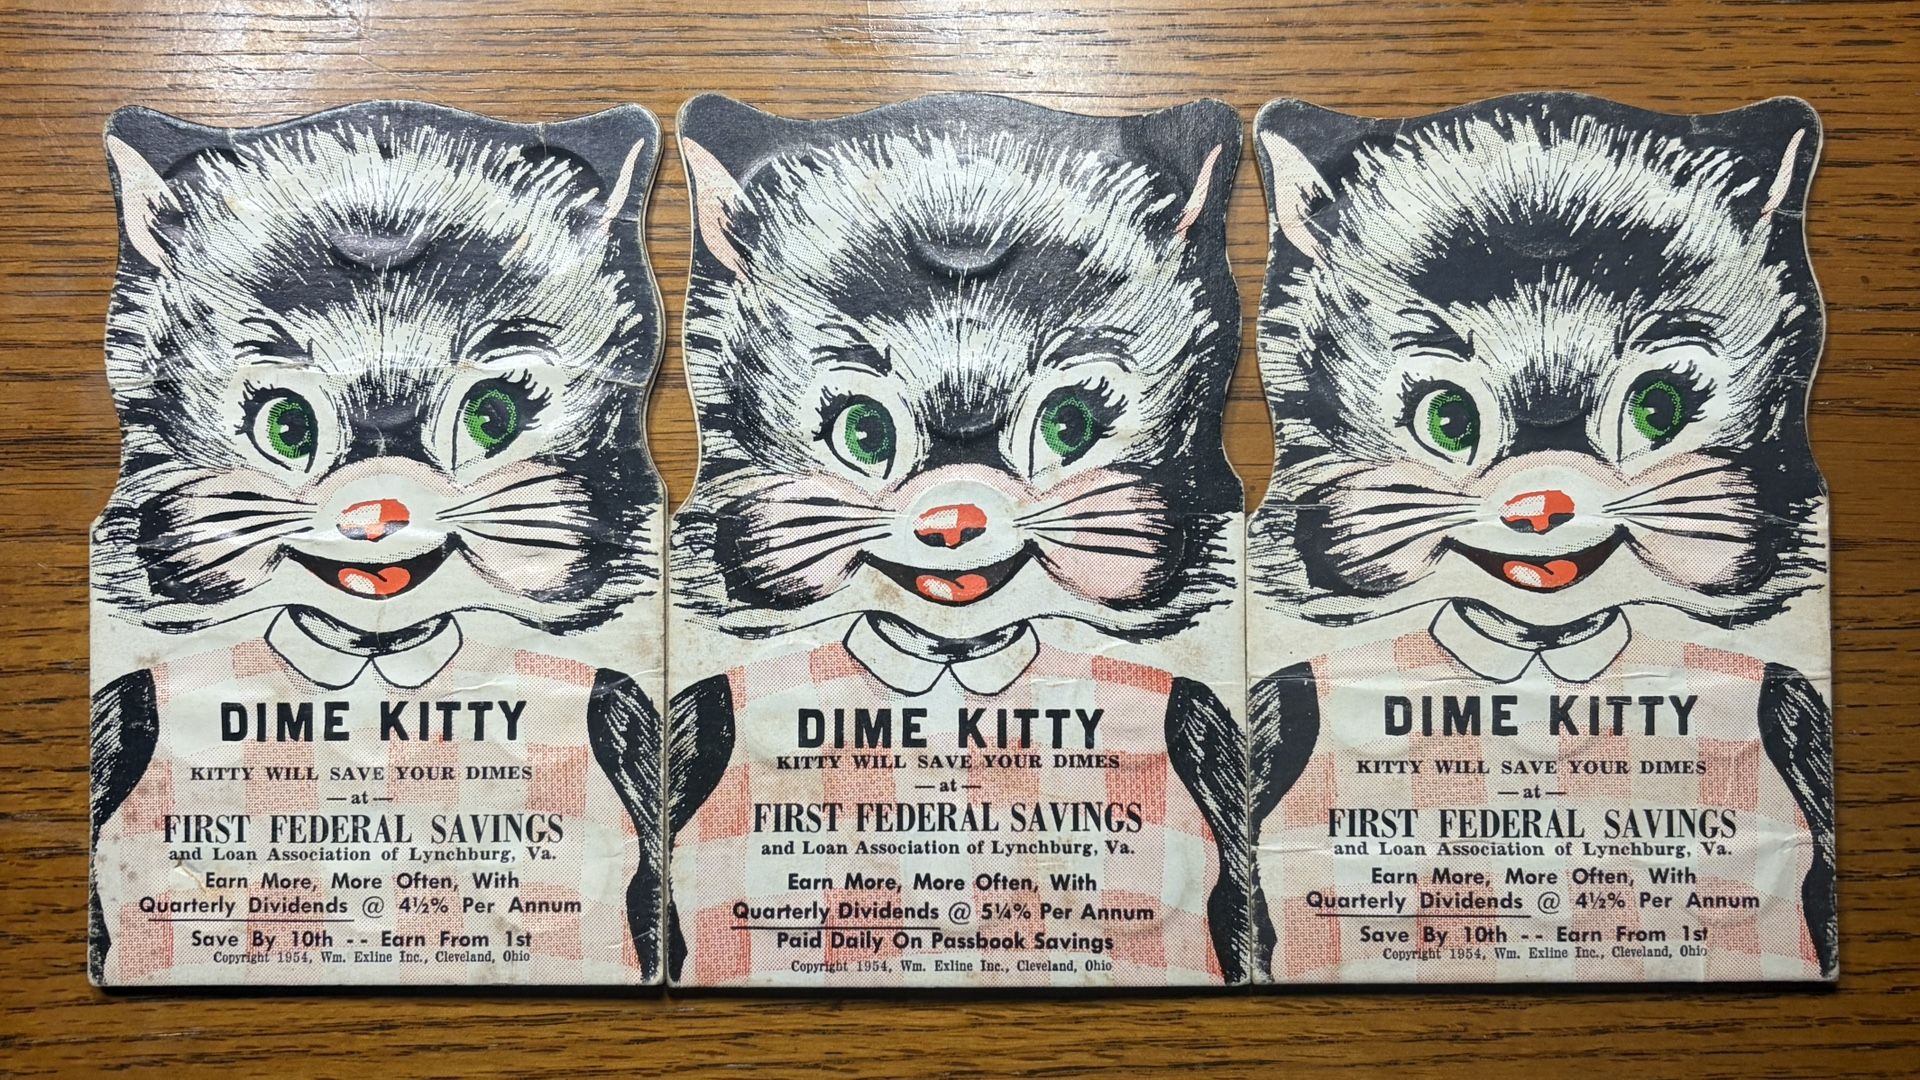 DIME KITTY
KITTY WILL SAVE YOUR DIMES
— at —
FIRST FEDERAL SAVINGS
and Loan Association of Lynchburg, Va.
Earn More, More Often, With
Quarterly Dividends @ 4½% Per Annum
Save By 10th -- Earn From 1st
Copyright 1954, Wm. Exline Inc., Cleveland, Ohio
DIME KITTY
KITTY WILL SAVE YOUR DIMES
— at —
FIRST FEDERAL SAVINGS
and Loan Association of Lynchburg, Va.
Earn More, More Often, With
Quarterly Dividends @ 5¼% Per Annum
Paid Daily On Passbook Savings
Copyright 1954, Wm. Exline Inc., Cleveland, Ohio
DIME KITTY
KITTY WILL SAVE YOUR DIMES
— at —
FIRST FEDERAL SAVINGS
and Loan Association of Lynchburg, Va.
Earn More, More Often, With
Quarterly Dividends @ 4½% Per Annum
Save By 10th -- Earn From 1st
Copyright 1954, Wm. Exline Inc., Cleveland, Ohio